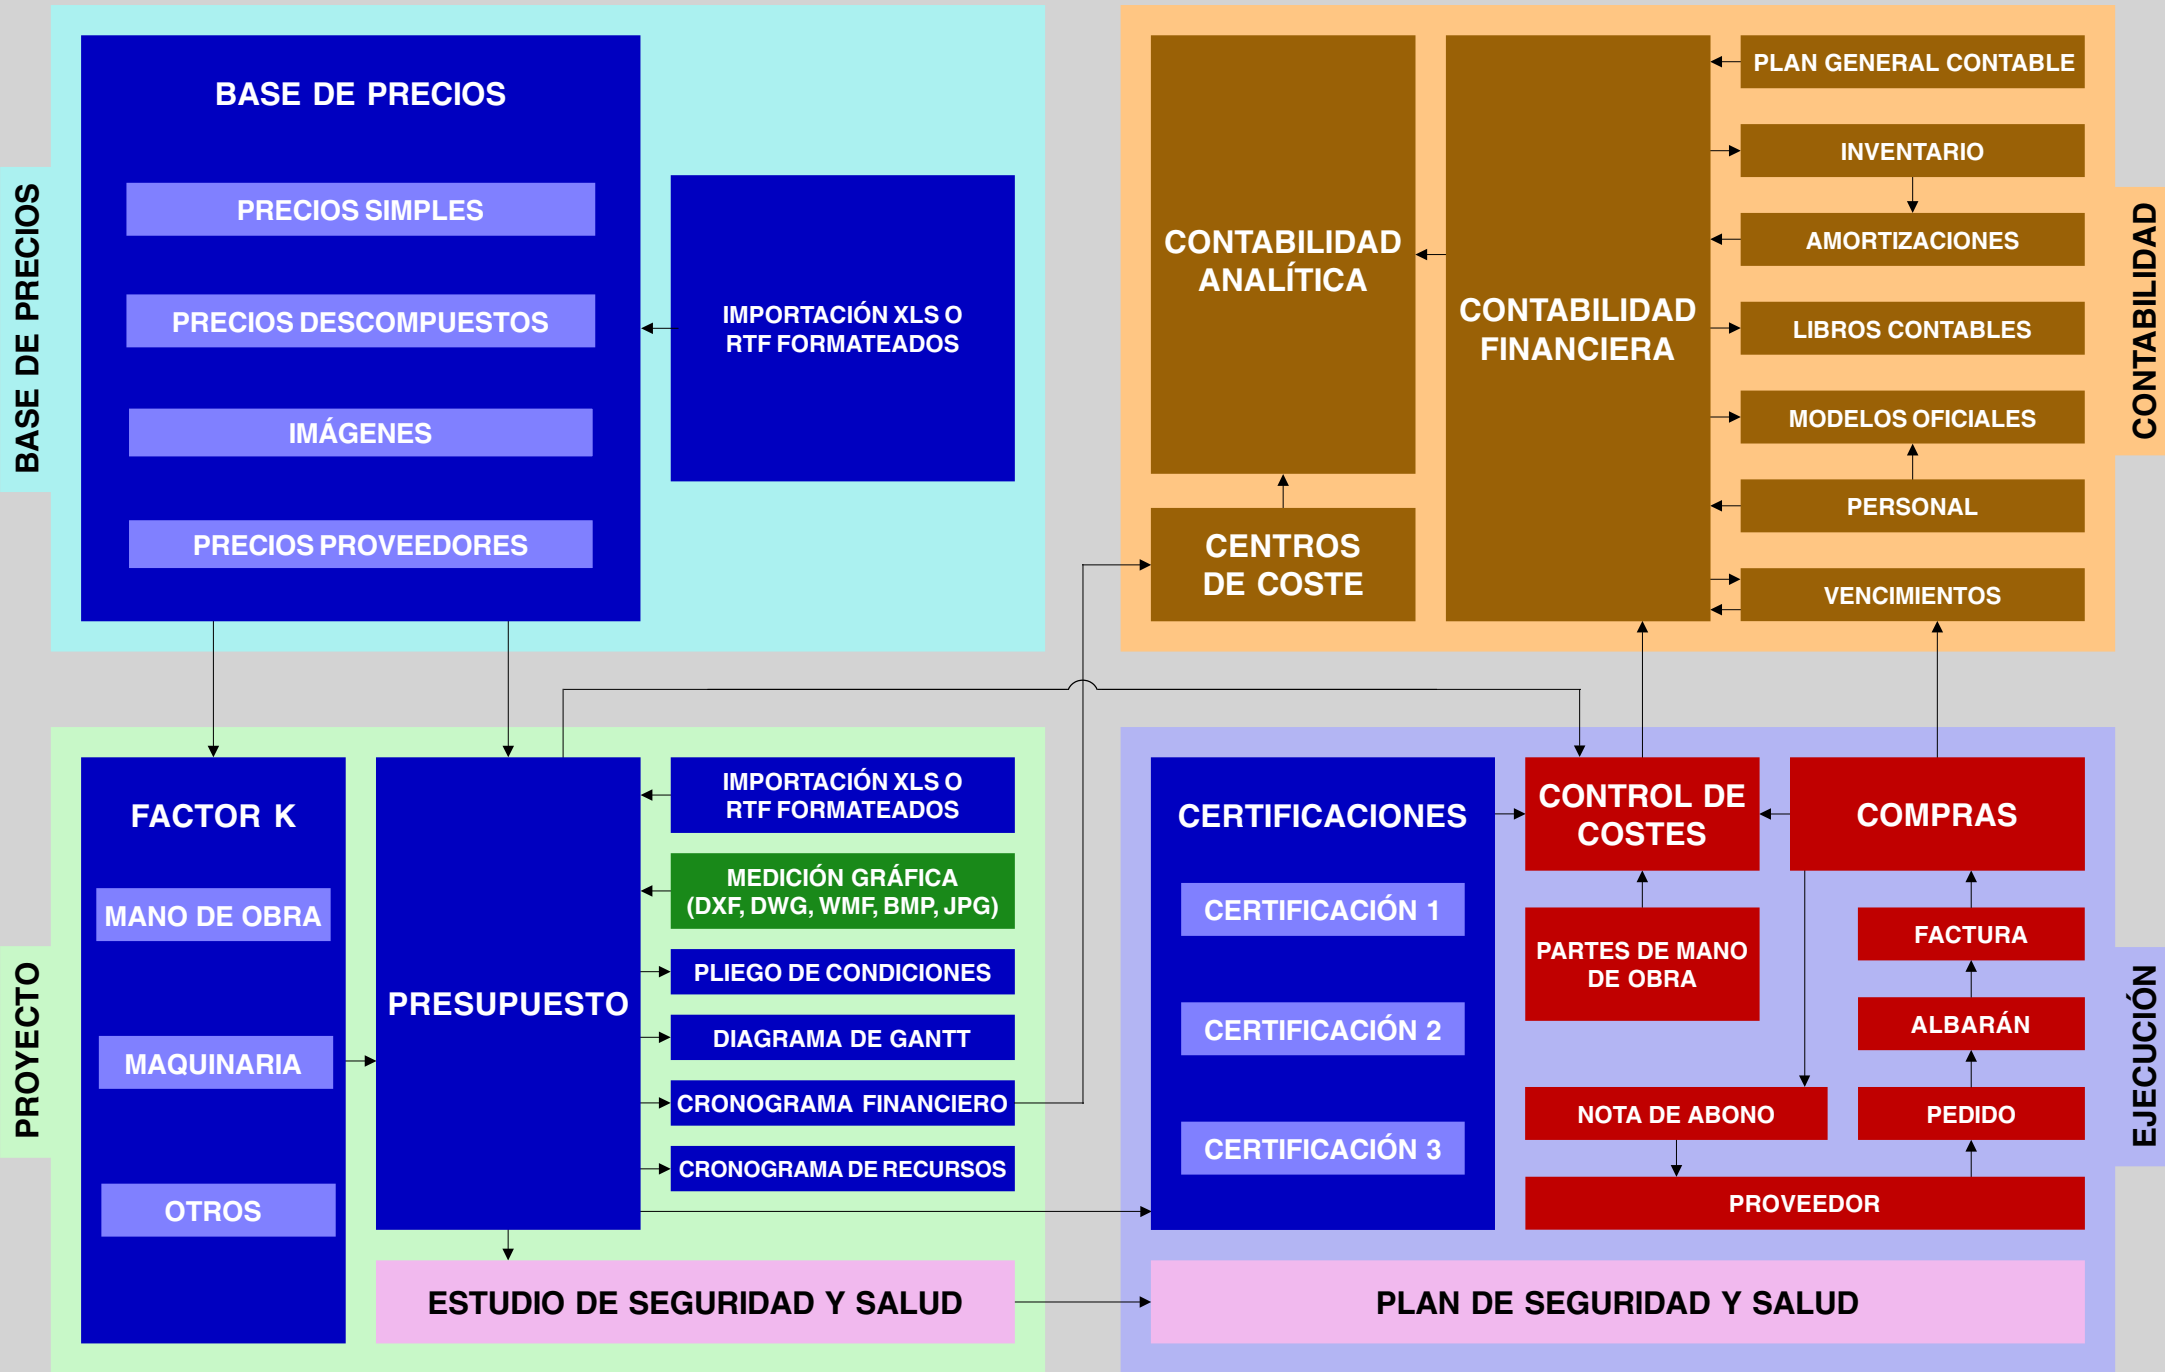 BASE DE PRECIOS
BASE DE PRECIOS
PRECIOS SIMPLES
PRECIOS DESCOMPUESTOS
IMÁGENES
PRECIOS PROVEEDORES
IMPORTACIÓN XLS O
RTF FORMATEADOS
CONTABILIDAD
ANALÍTICA
CENTROS
DE COSTE
CONTABILIDAD
FINANCIERA
PLAN GENERAL CONTABLE
INVENTARIO
AMORTIZACIONES
LIBROS CONTABLES
MODELOS OFICIALES
PERSONAL
VENCIMIENTOS
CONTABILIDAD
PROYECTO
FACTOR K
MANO DE OBRA
MAQUINARIA
OTROS
PRESUPUESTO
IMPORTACIÓN XLS O
RTF FORMATEADOS
MEDICIÓN GRÁFICA
(DXF, DWG, WMF, BMP, JPG)
PLIEGO DE CONDICIONES
DIAGRAMA DE GANTT
CRONOGRAMA FINANCIERO
CRONOGRAMA DE RECURSOS
ESTUDIO DE SEGURIDAD Y SALUD
CERTIFICACIONES
CERTIFICACIÓN 1
CERTIFICACIÓN 2
CERTIFICACIÓN 3
CONTROL DE
COSTES
PARTES DE MANO
DE OBRA
COMPRAS
FACTURA
ALBARÁN
NOTA DE ABONO
PEDIDO
PROVEEDOR
PLAN DE SEGURIDAD Y SALUD
EJECUCIÓN